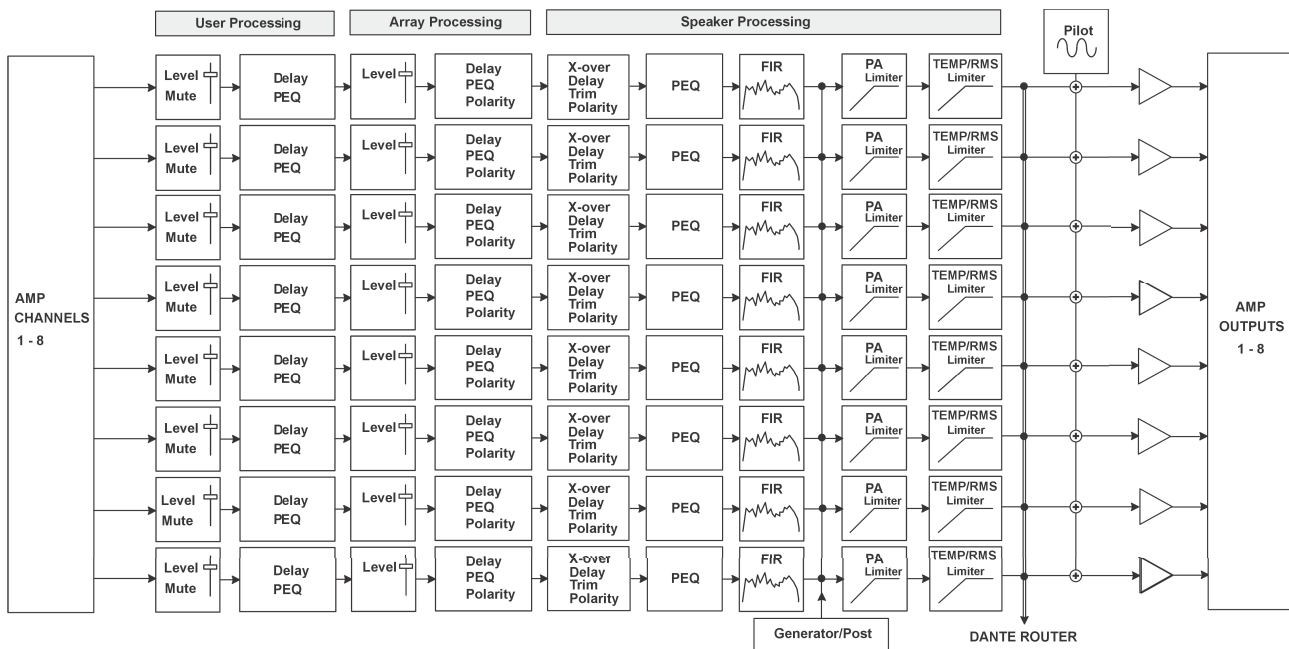 User Processing
Array Processing
Speaker Processing
Pilot
AMP
CHANNELS
1 - 8
Level
Mute
Delay
PEQ
Level
Delay
PEQ
Polarity
X-over
Delay
Trim
Polarity
PEQ
FIR
PA
Limiter
TEMP/RMS
Limiter
Level
Mute
Delay
PEQ
Level
Delay
PEQ
Polarity
X-over
Delay
Trim
Polarity
PEQ
FIR
PA
Limiter
TEMP/RMS
Limiter
Level
Mute
Delay
PEQ
Level
Delay
PEQ
Polarity
X-over
Delay
Trim
Polarity
PEQ
FIR
PA
Limiter
TEMP/RMS
Limiter
Level
Mute
Delay
PEQ
Level
Delay
PEQ
Polarity
X-over
Delay
Trim
Polarity
PEQ
FIR
PA
Limiter
TEMP/RMS
Limiter
Level
Mute
Delay
PEQ
Level
Delay
PEQ
Polarity
X-over
Delay
Trim
Polarity
PEQ
FIR
PA
Limiter
TEMP/RMS
Limiter
Level
Mute
Delay
PEQ
Level
Delay
PEQ
Polarity
X-over
Delay
Trim
Polarity
PEQ
FIR
PA
Limiter
TEMP/RMS
Limiter
Level
Mute
Delay
PEQ
Level
Delay
PEQ
Polarity
X-over
Delay
Trim
Polarity
PEQ
FIR
PA
Limiter
TEMP/RMS
Limiter
Level
Mute
Delay
PEQ
Level
Delay
PEQ
Polarity
X-over
Delay
Trim
Polarity
PEQ
FIR
PA
Limiter
TEMP/RMS
Limiter
AMP
OUTPUTS
1 - 8
Generator/Post
DANTE ROUTER